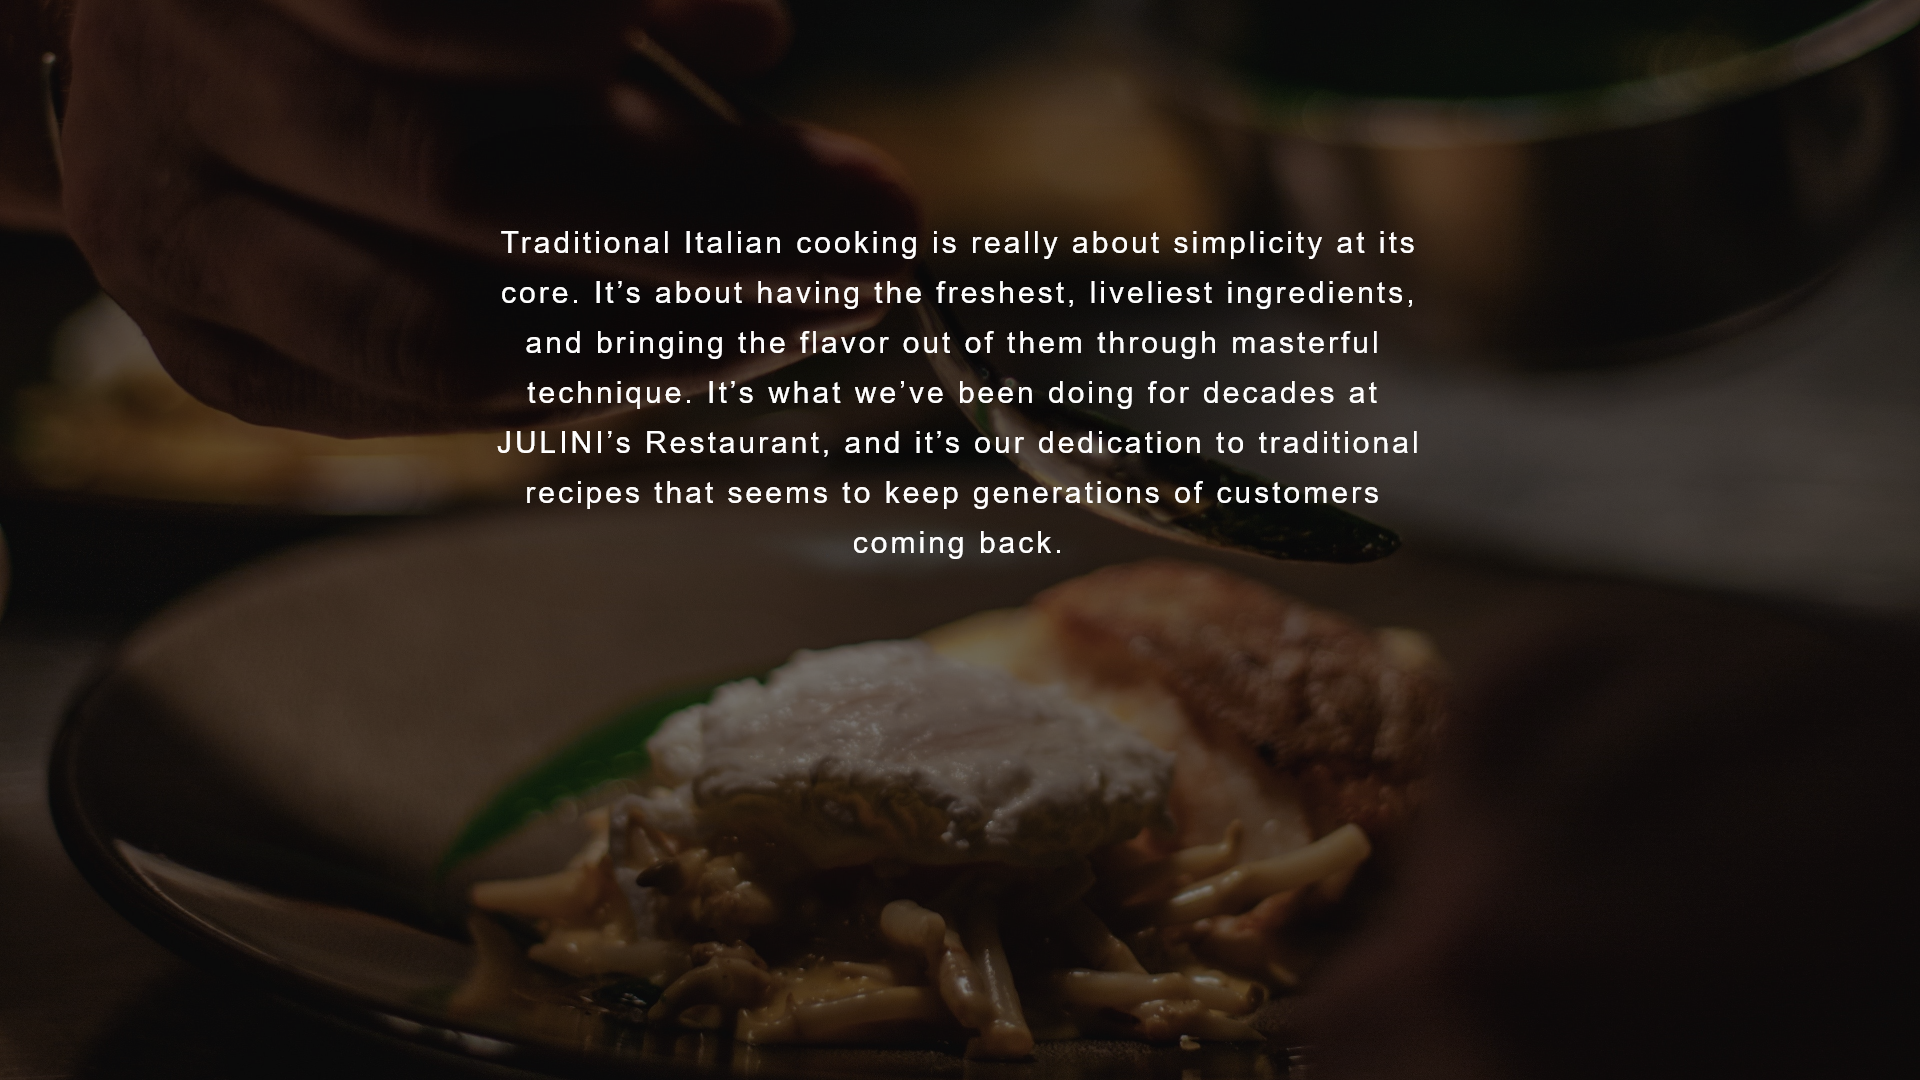 Traditional Italian cooking is really about simplicity at its
core. It’s about having the freshest, liveliest ingredients,
and bringing the flavor out of them through masterful
technique. It’s what we’ve been doing for decades at
JULINI’s Restaurant, and it’s our dedication to traditional
recipes that seems to keep generations of customers
coming back.